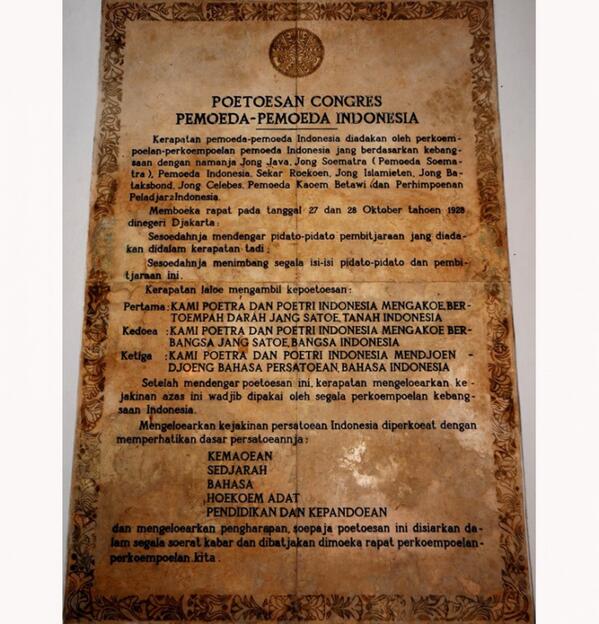 POETOESAN CONGRES
PEMOEDA-PEMOEDA INDONESIA
Kerapatan pemoeda-pemoeda Indonesia diadakan oleh perkoem-
poelan-perkoempoelan pemoeda Indonesia jang berdasarkan kebang-
saan dengan namanja Jong Java, Jong Soematra (Pemoeda Soema-
tra), Pemoeda Indonesia, Sekar Roekoen, Jong Islamieten, Jong Ba-
taksbond, Jong Celebes, Pemoeda Kaoem Betawi dan Perhimpoenan
Peladjar2Indonesia.
Memboeka rapat pada tanggal 27 dan 28 Oktober tahoen 1928
dinegeri Djakarta:
Sesoedahnja mendengar pidato-pidato pembitjaraan jang diada-
kan didalam kerapatan tadi;
Sesoedahnja menimbang segala isi-isi pidato-pidato dan pembi-
tjaraan ini.
Kerapatan laloe mengambil kepoetoesan:
Pertama: KAMI POETRA DAN POETRI INDONESIA MENGAKOE, BER-
TOEMPAH DARAH JANG SATOE, TANAH INDONESIA
Kedoea : KAMI POETRA DAN POETRI INDONESIA MENGAKOE BER-
BANGSA JANG SATOE, BANGSA INDONESIA
Ketiga : KAMI POETRA DAN POETRI INDONESIA MENDJOEN -
DJOENG BAHASA PERSATOEAN, BAHASA INDONESIA
Setelah mendengar poetoesan ini, kerapatan mengeloearkan ke-
jakinan azas ini wadjib dipakai oleh segala perkoempoelan kebang-
saan Indonesia.
Mengeloearkan kejakinan persatoean Indonesia diperkoeat dengan
memperhatikan dasar persatoeannja:
KEMAOEAN
SEDJARAH
BAHASA
HOEKOEM ADAT
PENDIDIKAN DAN KEPANDOEAN
dan mengeloearkan pengharapan, soepaja poetoesan ini disiarkan da-
lam segala soerat kabar dan dibatjakan dimoeka rapat perkoempoelan-
perkoempoelan kita.